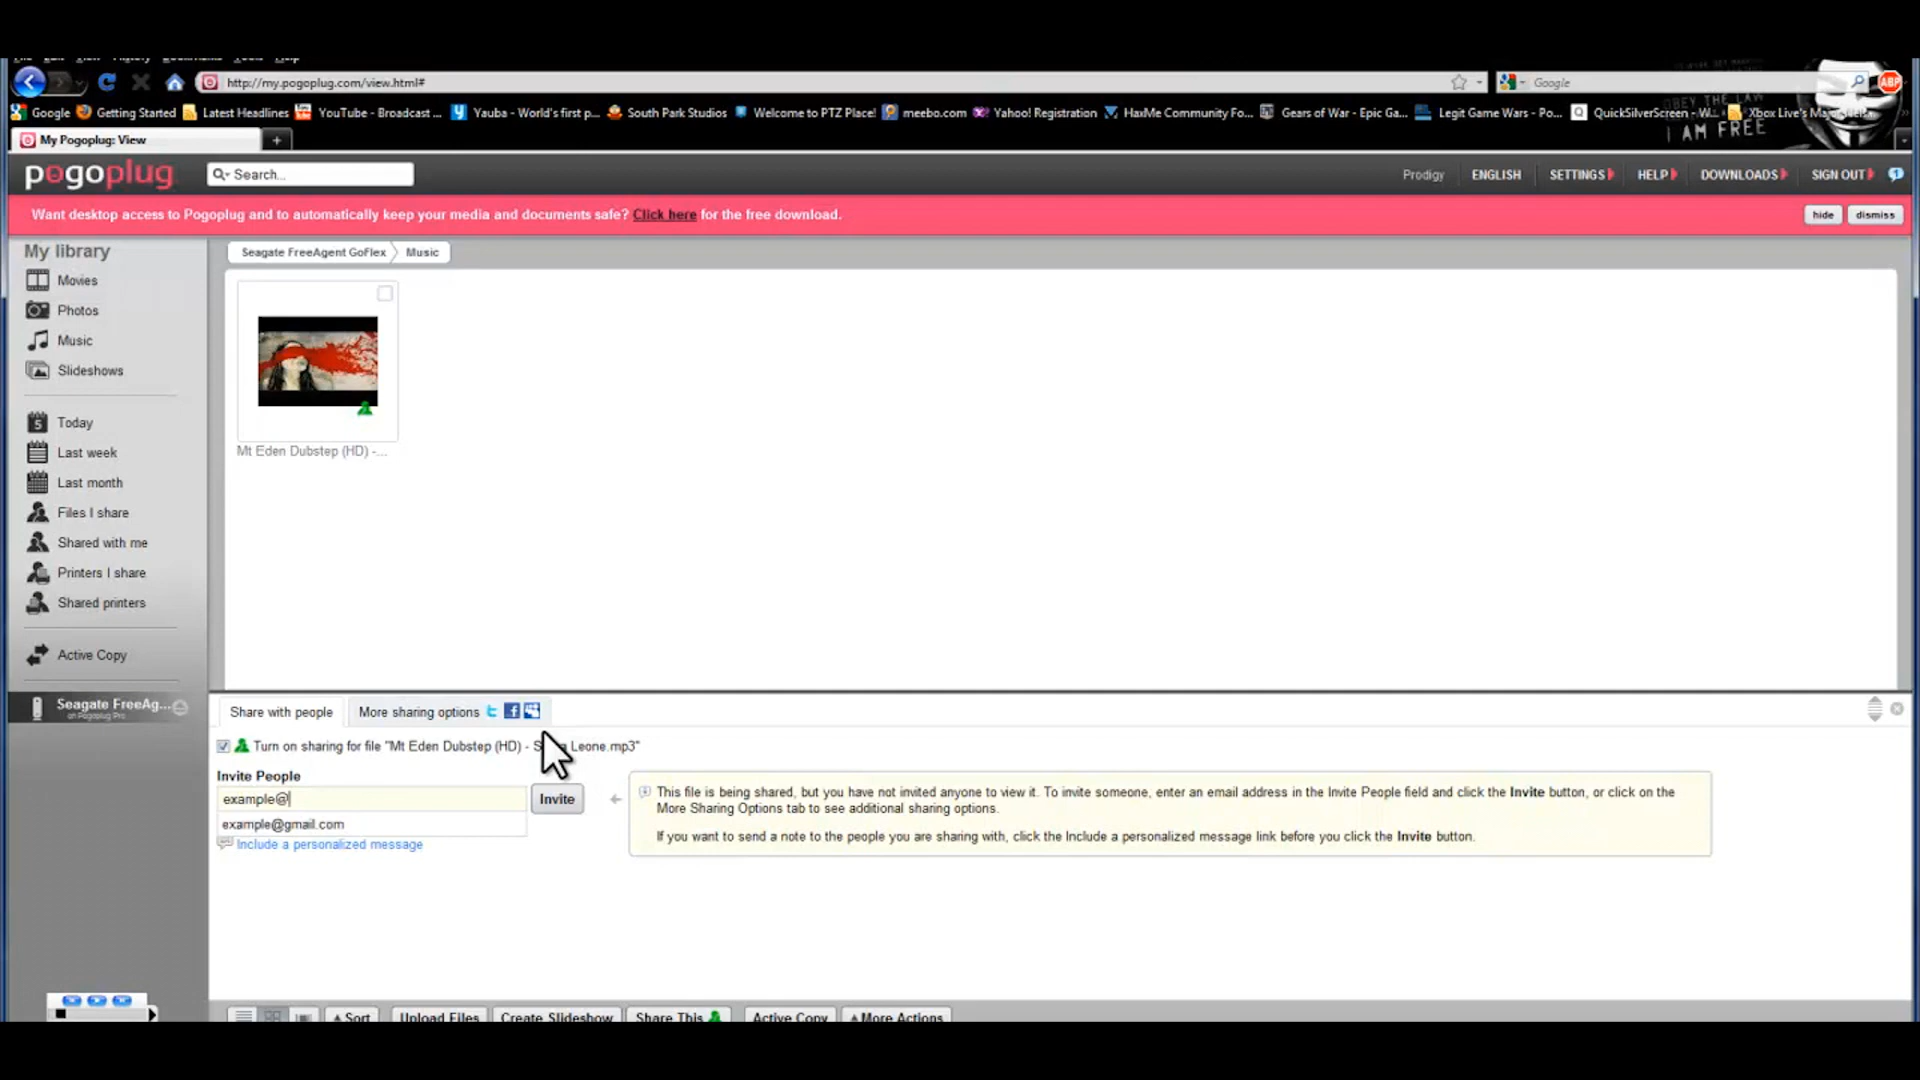 http://my.pogoplug.com/view.html#
Google
Google
Getting Started
Latest Headlines
YouTube - Broadcast ...
Yauba - World's first p...
South Park Studios
Welcome to PTZ Place!
meebo.com
Yahoo! Registration
HaxMe Community Fo...
Gears of War - Epic Ga...
Legit Game Wars - Po...
QuickSilverScreen - W...
OBEY THE LAW
I AM FREE
ABP
My Pogoplug: View
+
pogoplug
Search...
Prodigy
ENGLISH
SETTINGS
HELP
DOWNLOADS
SIGN OUT
Want desktop access to Pogoplug and to automatically keep your media and documents safe? Click here for the free download.
hide
dismiss
My library
Movies
Photos
Music
Slideshows
5
Today
Last week
Last month
Files I share
Shared with me
Printers I share
Shared printers
Active Copy
Seagate FreeAg...
on Pogoplug Pro
Seagate FreeAgent GoFlex
Music
Mt Eden Dubstep (HD) -...
Share with people
More sharing options
Turn on sharing for file "Mt Eden Dubstep (HD) - Leone.mp3"
Invite People
example@
Invite
example@gmail.com
Include a personalized message
This file is being shared, but you have not invited anyone to view it. To invite someone, enter an email address in the Invite People field and click the Invite button, or click on the
More Sharing Options tab to see additional sharing options.
If you want to send a note to the people you are sharing with, click the Include a personalized message link before you click the Invite button.
Sort
Upload Files
Create Slideshow
Share This
Active Copy
More Actions